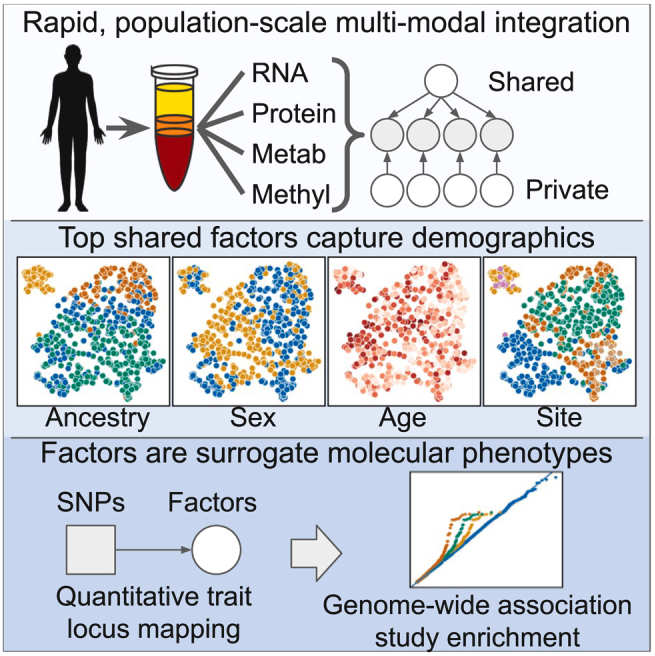 Rapid, population-scale multi-modal integration
RNA
Protein
Metab
Methyl
Shared
Private
Top shared factors capture demographics
Ancestry
Sex
Age
Site
Factors are surrogate molecular phenotypes
SNPs
Factors
Quantitative trait
locus mapping
Genome-wide association
study enrichment